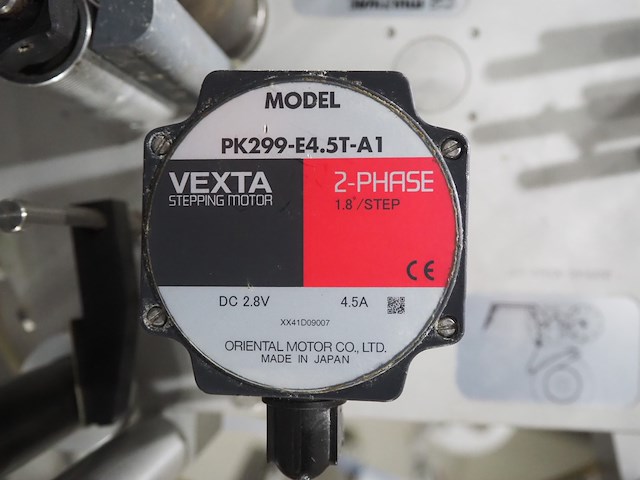 MODEL
PK299-E4.5T-A1
VEXTA
STEPPING MOTOR
2-PHASE
1.8°/STEP
CE
DC 2.8V 4.5A
XX41D09007
ORIENTAL MOTOR CO., LTD.
MADE IN JAPAN